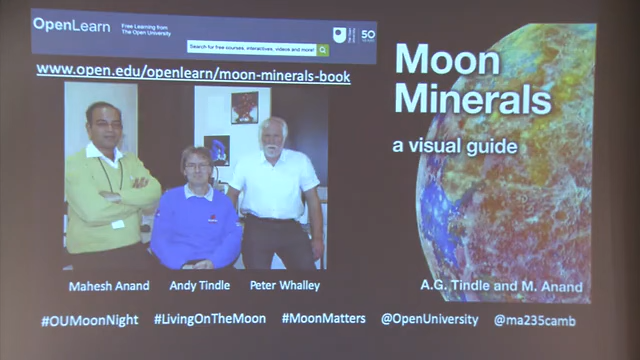 OpenLearn
Free Learning from
The Open University
50
Search for free courses, interactives, videos and more!
www.open.edu/openlearn/moon-minerals-book
Moon
Minerals
a visual guide
A.G. Tindle and M. Anand
Mahesh Anand
Andy Tindle
Peter Whalley
#OUMoonNight #LivingOnTheMoon #MoonMatters @OpenUniversity @ma235camb